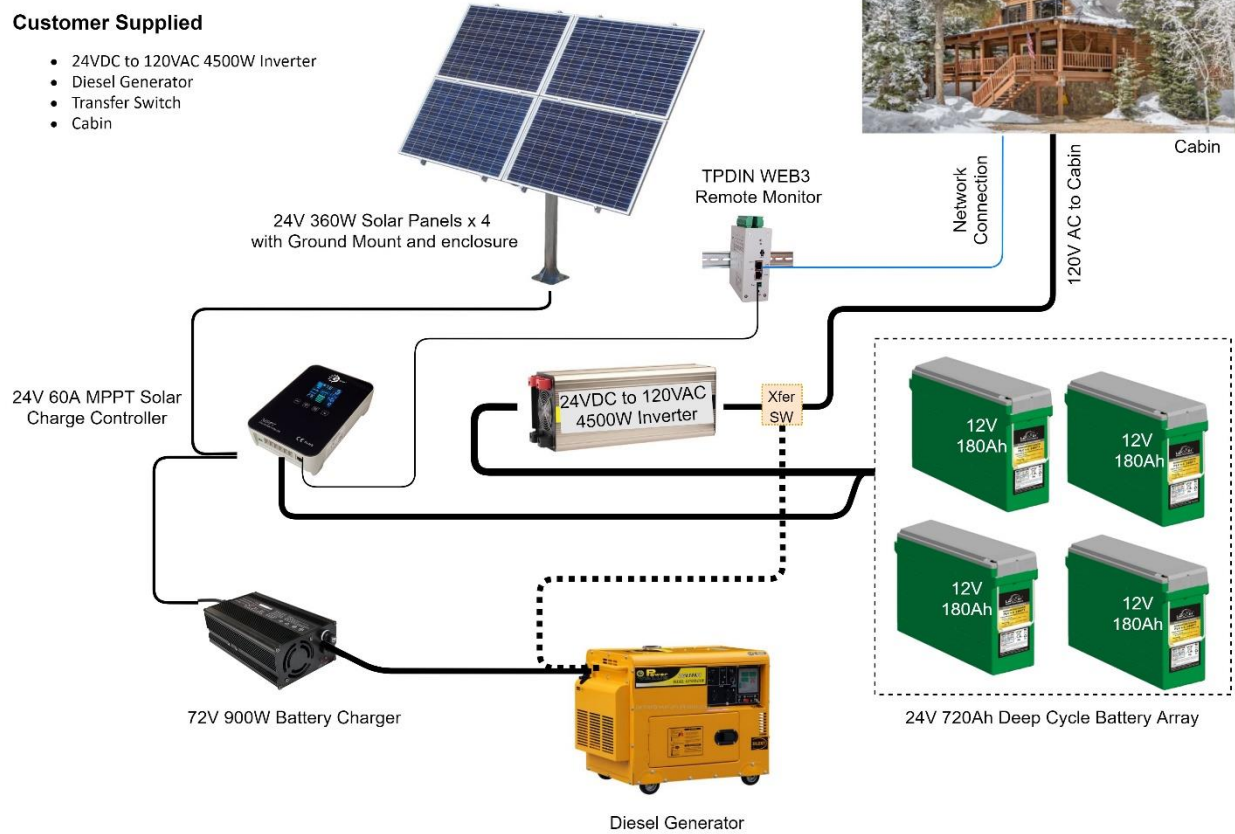 Customer Supplied
• 24VDC to 120VAC 4500W Inverter
• Diesel Generator
• Transfer Switch
• Cabin
Cabin
TPDIN WEB3
Remote Monitor
Network
Connection
120V AC to Cabin
24V 360W Solar Panels x 4
with Ground Mount and enclosure
24V 60A MPPT Solar
Charge Controller
24VDC to 120VAC
4500W Inverter
Xfer
SW
12V
180Ah
12V
180Ah
12V
180Ah
12V
180Ah
72V 900W Battery Charger
24V 720Ah Deep Cycle Battery Array
Diesel Generator